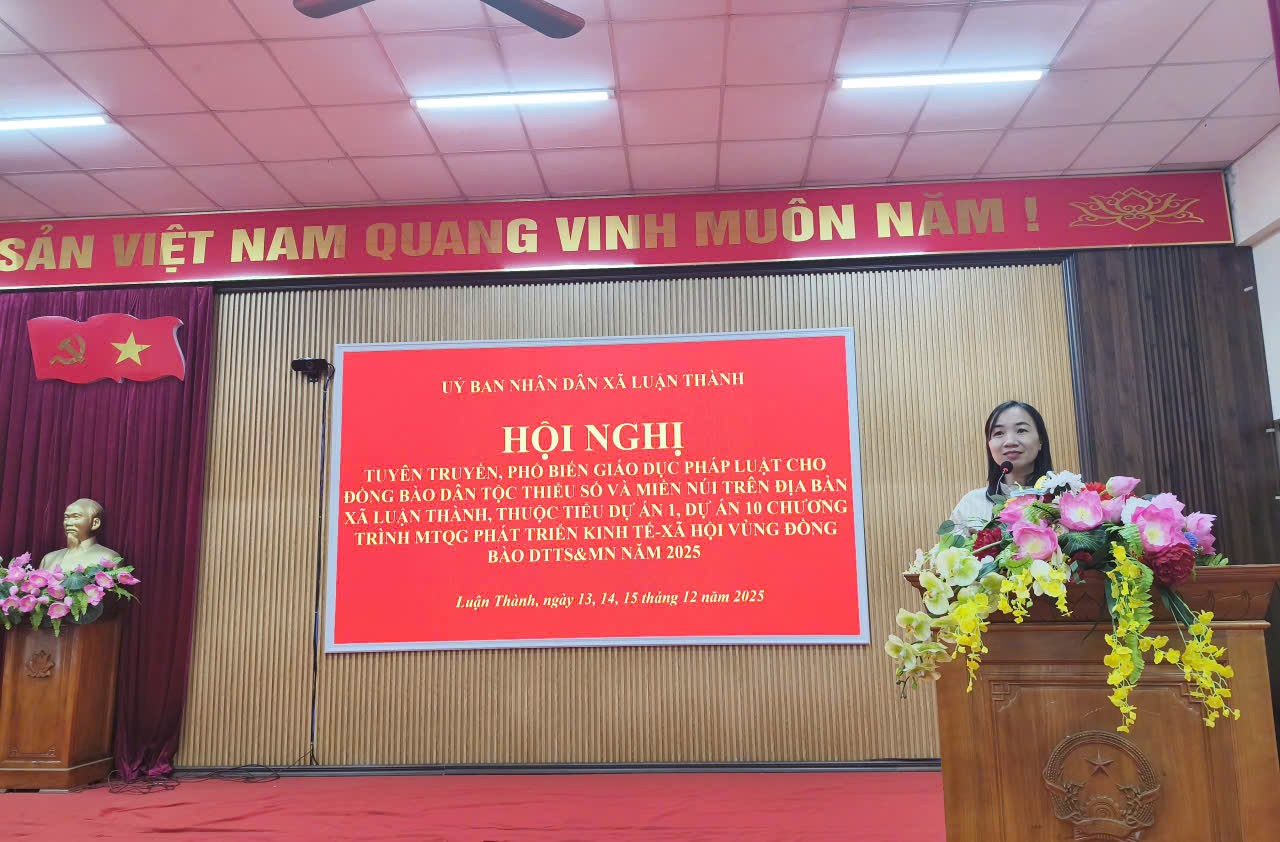 SẢN VIỆT NAM QUANG VINH MUÔN NĂM !
UỶ BAN NHÂN DÂN XÃ LUẬN THÀNH
HỘI NGHỊ
TUYÊN TRUYỀN, PHỔ BIẾN GIÁO DỤC PHÁP LUẬT CHO
ĐỒNG BÀO DÂN TỘC THIỂU SỐ VÀ MIỀN NÚI TRÊN ĐỊA BÀN
XÃ LUẬN THÀNH, THUỘC TIỂU DỰ ÁN 1, DỰ ÁN 10 CHƯƠNG
TRÌNH MTQG PHÁT TRIỂN KINH TẾ-XÃ HỘI VÙNG ĐỒNG
BÀO DTTS&MN NĂM 2025
Luận Thành, ngày 13, 14, 15 tháng 12 năm 2025